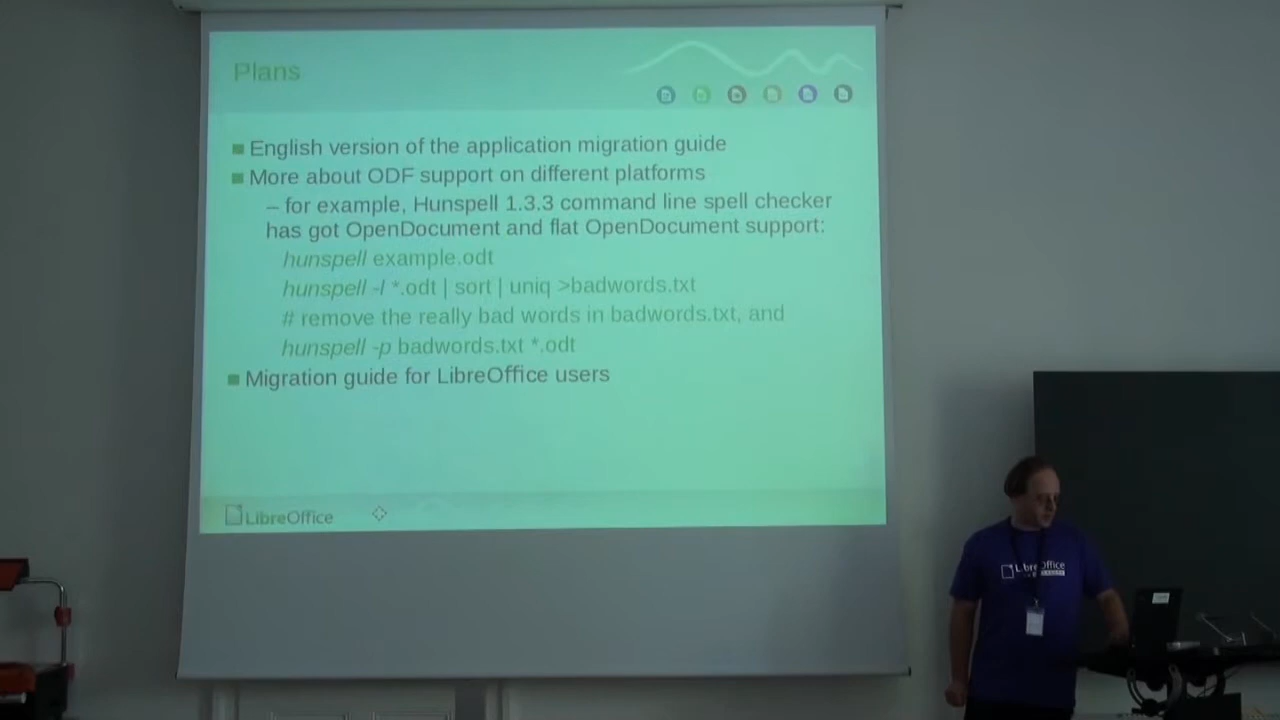 Plans
English version of the application migration guide
More about ODF support on different platforms
– for example, Hunspell 1.3.3 command line spell checker
has got OpenDocument and flat OpenDocument support:
hunspell example.odt
hunspell -l *.odt | sort | uniq >badwords.txt
# remove the really bad words in badwords.txt, and
hunspell -p badwords.txt *.odt
Migration guide for LibreOffice users
LibreOffice
LibreOffice